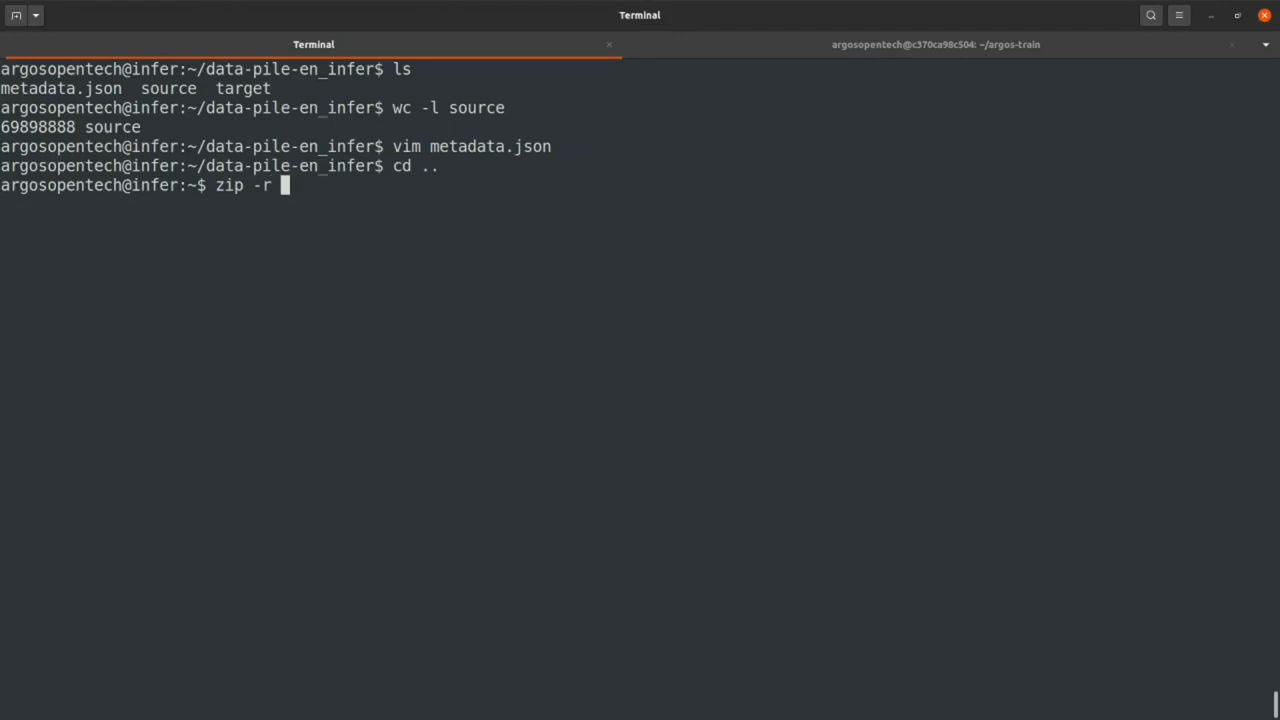 Terminal
Terminal
argosopentech@c370ca98c504: ~/argos-train
argosopentech@infer:~/data-pile-en_infer$ ls
metadata.json  source  target
argosopentech@infer:~/data-pile-en_infer$ wc -l source
69898888 source
argosopentech@infer:~/data-pile-en_infer$ vim metadata.json
argosopentech@infer:~/data-pile-en_infer$ cd ..
argosopentech@infer:~$ zip -r